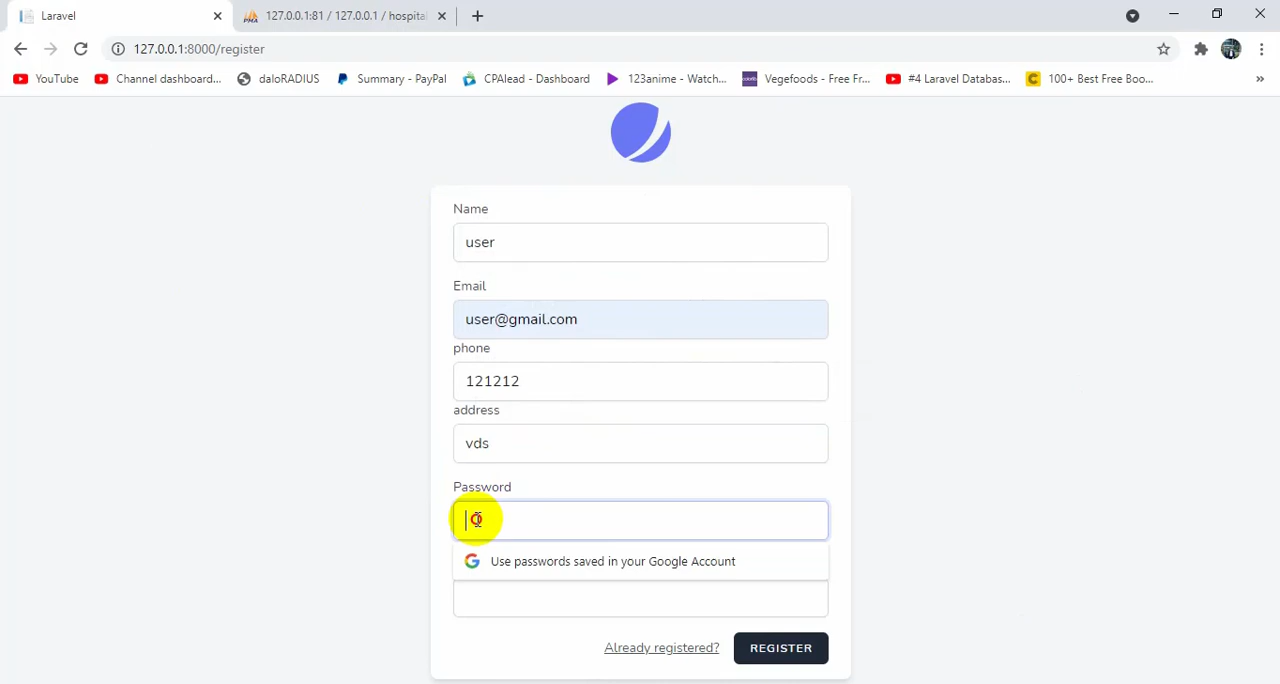 Laravel
127.0.0.1:81 / 127.0.0.1 / hospital
127.0.0.1:8000/register
YouTube
Channel dashboard...
daloRADIUS
Summary - PayPal
CPAlead - Dashboard
123anime - Watch...
Vegefoods - Free Fr...
#4 Laravel Databas...
100+ Best Free Boo...
»
Name
user
Email
user@gmail.com
phone
121212
address
vds
Password
Use passwords saved in your Google Account
Already registered?
REGISTER